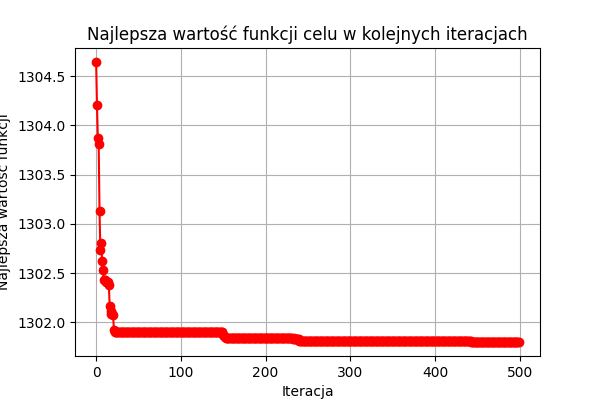 Najlepsza wartość funkcji celu w kolejnych iteracjach
Najlepsza wartość funkcji
1304.5
1304.0
1303.5
1303.0
1302.5
1302.0
0 100 200 300 400 500
Iteracja